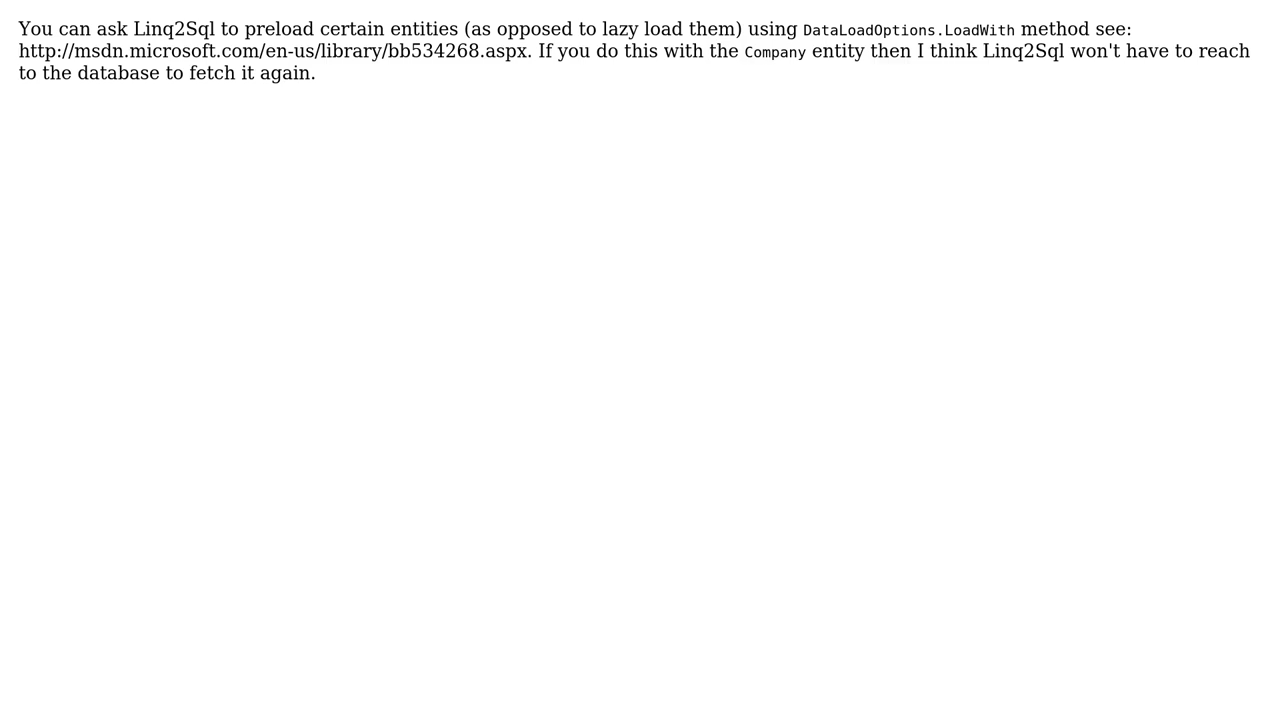 You can ask Linq2Sql to preload certain entities (as opposed to lazy load them) using DataLoadOptions.LoadWith method see:
http://msdn.microsoft.com/en-us/library/bb534268.aspx. If you do this with the Company entity then I think Linq2Sql won't have to reach
to the database to fetch it again.